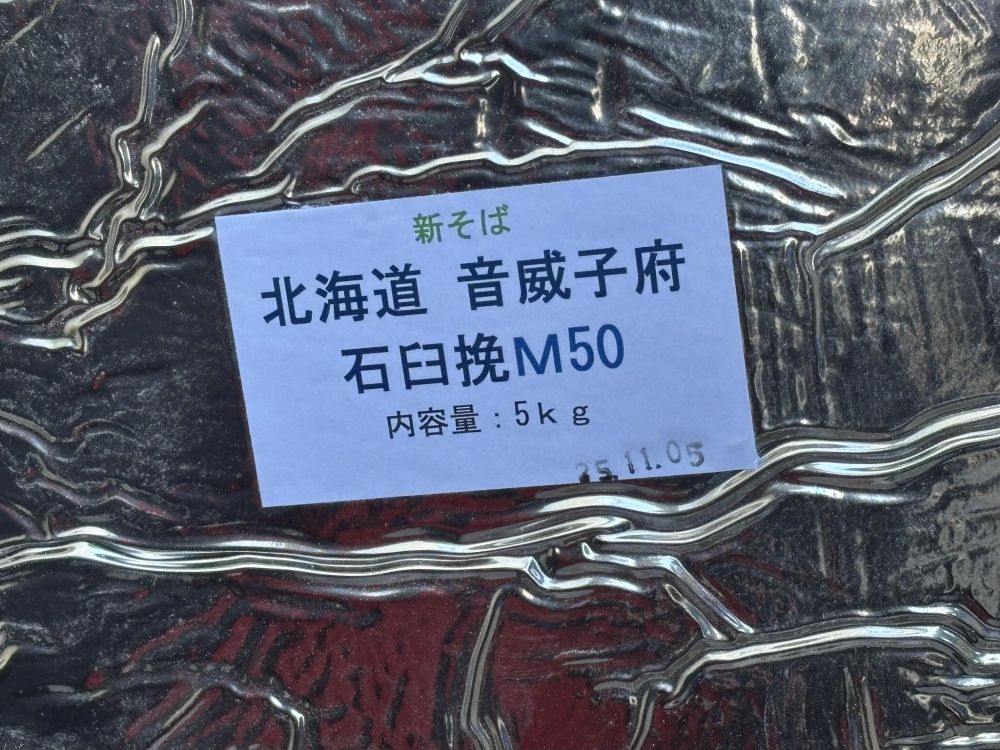 新そば
北海道 音威子府
石臼挽M50
内容量：5kg
25.11.05